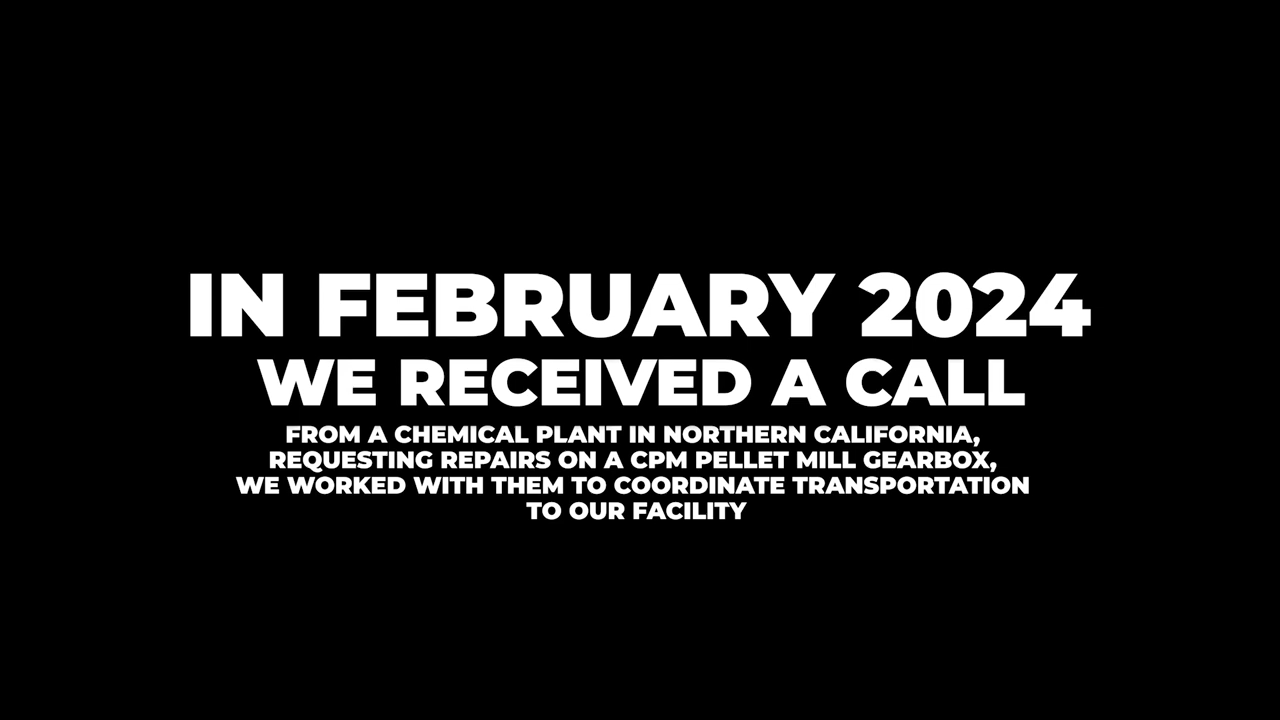 IN FEBRUARY 2024
WE RECEIVED A CALL
FROM A CHEMICAL PLANT IN NORTHERN CALIFORNIA,
REQUESTING REPAIRS ON A CPM PELLET MILL GEARBOX,
WE WORKED WITH THEM TO COORDINATE TRANSPORTATION
TO OUR FACILITY